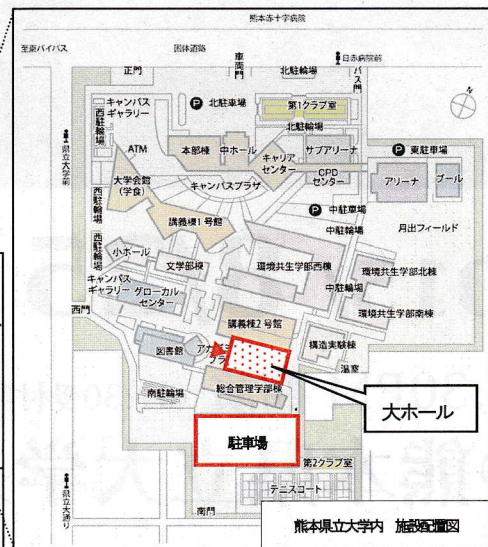 熊本赤十字病院
至東バイパス
国体道路
車両門
日赤病院前
正門
バス門
北駐輪場
キャンパス
ギャラリー
北駐車場
第1クラブ室
西駐輪場
北駐輪場
ATM
本部棟
中ホール
キャリア
センター
サブアリーナ
東駐車場
県立大学前
大学会館
(学食)
CPD
センター
アリーナ
プール
キャンパスプラザ
西駐輪場
講義棟1号館
中駐車場
中駐輪場
月出フィールド
西駐輪場
小ホール
文学部棟
環境共生学部西棟
環境共生学部北棟
キャンパス
ギャラリー
グローカル
センター
中駐輪場
西門
講義棟2号館
環境共生学部南棟
図書館
構造実験棟
温室
南駐輪場
総合管理学部棟
大ホール
駐車場
第2クラブ室
テニスコート
県立大通り
南門
熊本県立大学内 施設配置図
N